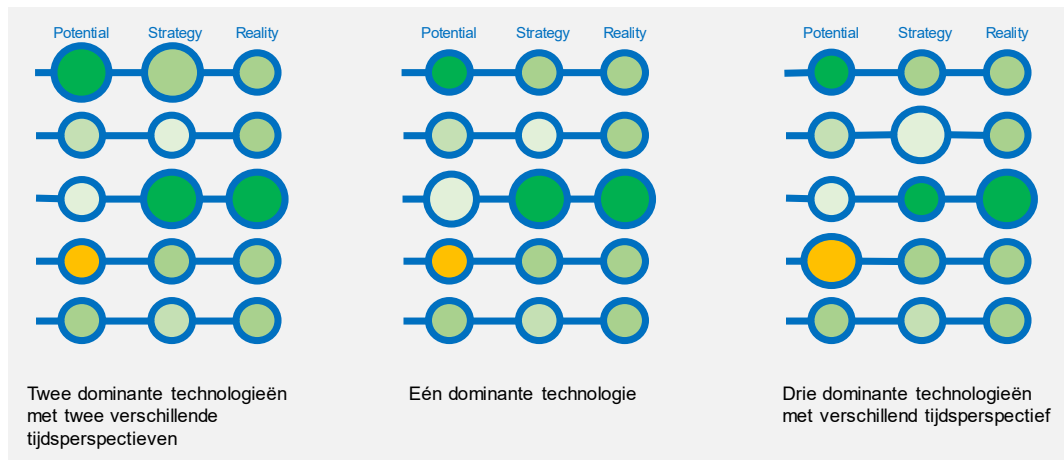 Potential Strategy Reality
Potential Strategy Reality
Potential Strategy Reality
Twee dominante technologieën
met twee verschillende
tijdsperspectieven
Eén dominante technologie
Drie dominante technologieën
met verschillend tijdsperspectief